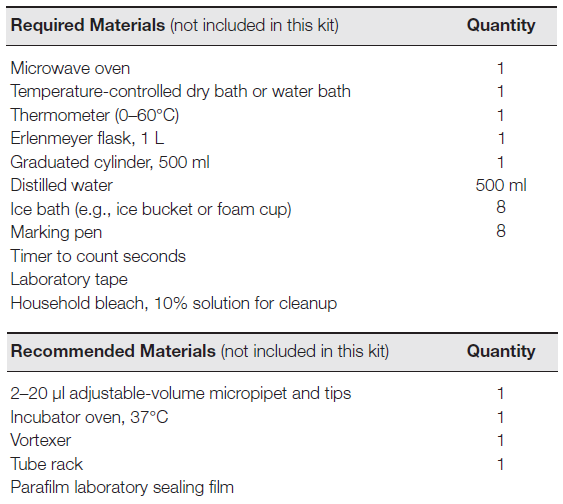 Required Materials (not included in this kit) Quantity
Microwave oven 1
Temperature-controlled dry bath or water bath 1
Thermometer (0–60°C) 1
Erlenmeyer flask, 1 L 1
Graduated cylinder, 500 ml 1
Distilled water 500 ml
Ice bath (e.g., ice bucket or foam cup) 8
Marking pen 8
Timer to count seconds
Laboratory tape
Household bleach, 10% solution for cleanup
Recommended Materials (not included in this kit) Quantity
2–20 µl adjustable-volume micropipet and tips 1
Incubator oven, 37°C 1
Vortexer 1
Tube rack 1
Parafilm laboratory sealing film